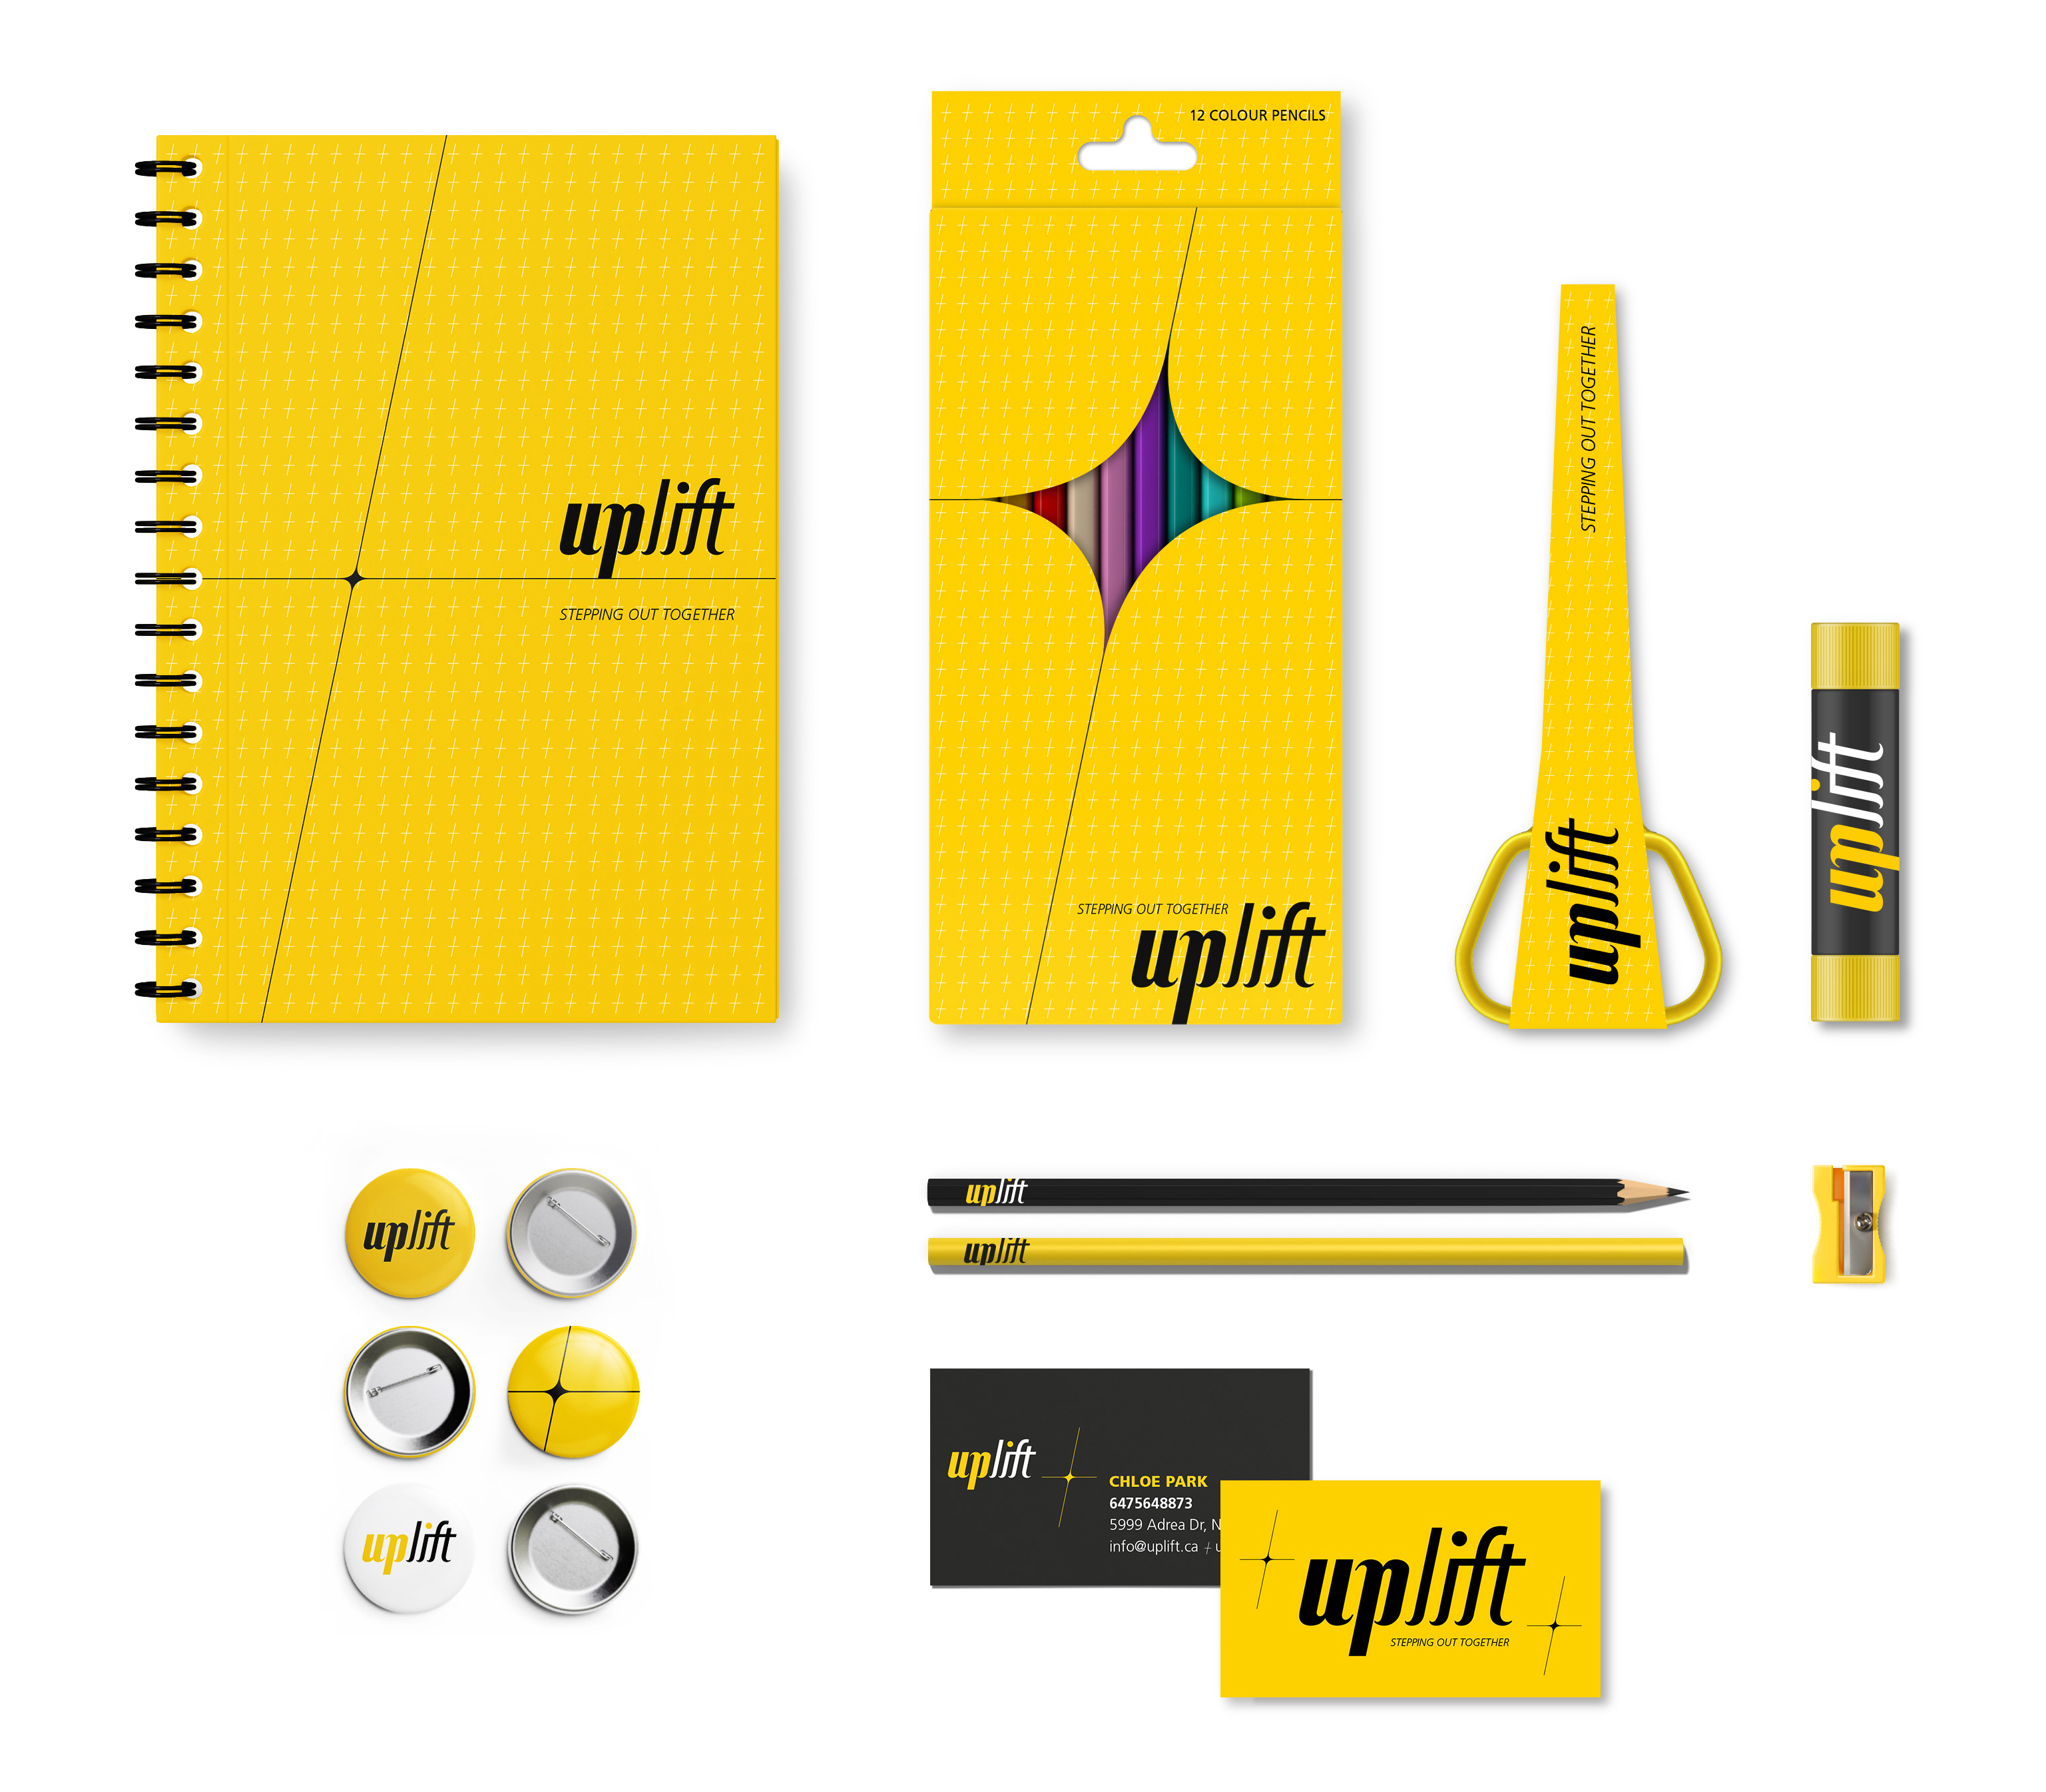 12 COLOUR PENCILS
uplift
STEPPING OUT TOGETHER
STEPPING OUT TOGETHER
uplift
STEPPING OUT TOGETHER
uplift
uplift
uplift
uplift
uplift
uplift
uplift
CHLOE PARK
6475648873
5999 Adrea Dr,
info@uplift.ca
uplift
STEPPING OUT TOGETHER